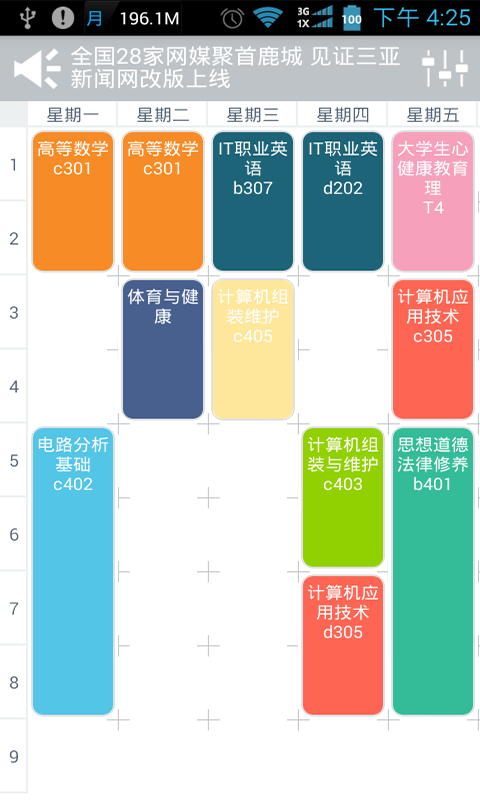 月 196.1M 3G 1X 100 下午 4:25
全国28家网媒聚首鹿城 见证三亚
新闻网改版上线
星期一 星期二 星期三 星期四 星期五
1
2
3
4
5
6
7
8
9
高等数学
c301
高等数学
c301
IT职业英
语
b307
IT职业英
语
d202
大学生心
健康教育
理
T4
体育与健
康
计算机组
装维护
c405
计算机应
用技术
c305
电路分析
基础
c402
计算机组
装与维护
c403
思想道德
法律修养
b401
计算机应
用技术
d305